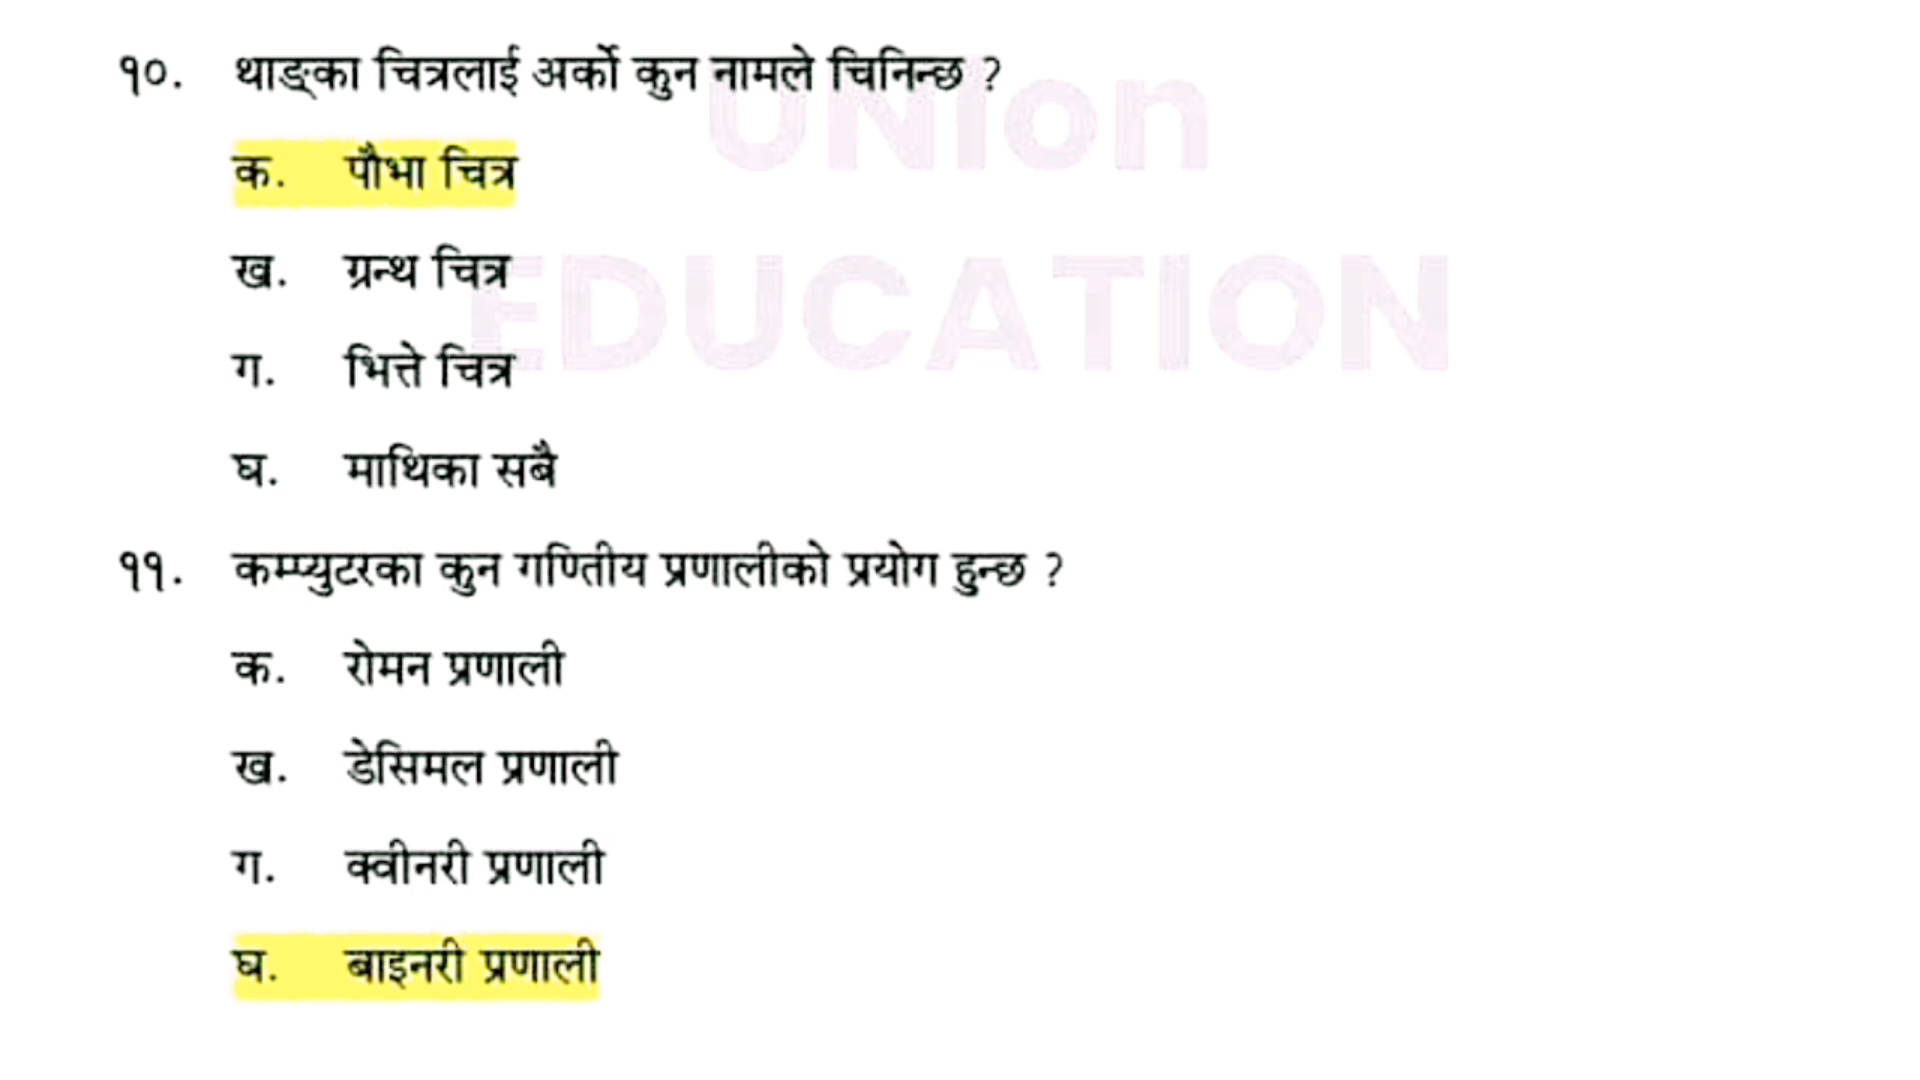 १०. थाङ्का चित्रलाई अर्को कुन नामले चिनिन्छ ?
क. पौभा चित्र
ख. ग्रन्थ चित्र
ग. भित्ते चित्र
घ. माथिका सबै
११. कम्प्युटरका कुन गण्तिीय प्रणालीको प्रयोग हुन्छ ?
क. रोमन प्रणाली
ख. डेसिमल प्रणाली
ग. क्वीनरी प्रणाली
घ. बाइनरी प्रणाली
UNIon
EDUCATION